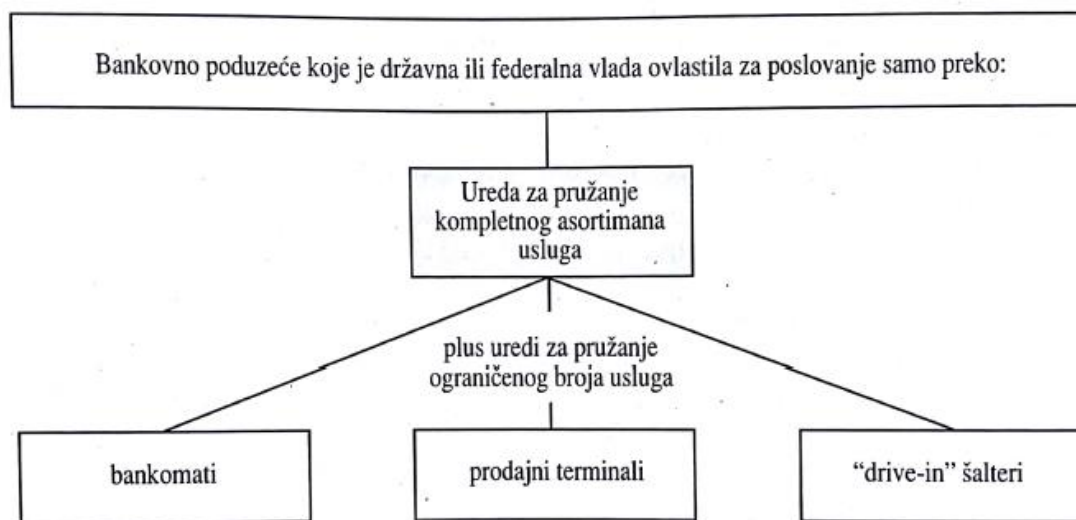 Bankovno poduzeće koje je državna ili federalna vlada ovlastila za poslovanje samo preko:
Ureda za pružanje
kompletnog asortimana
usluga
plus uredi za pružanje
ograničenog broja usluga
bankomati
prodajni terminali
“drive-in” šalteri